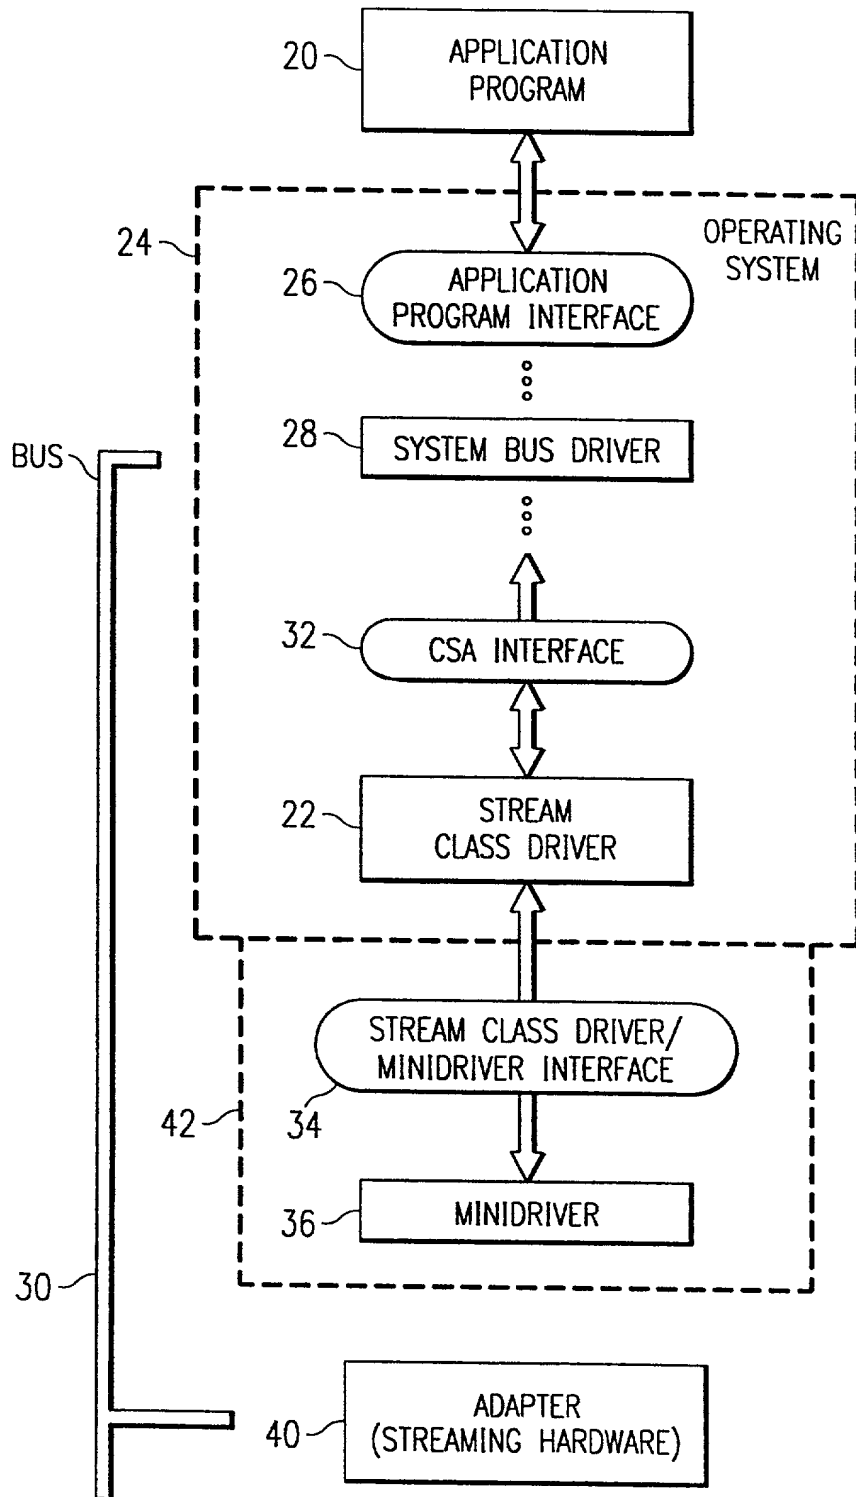 20
APPLICATION
PROGRAM
24
OPERATING
SYSTEM
26
APPLICATION
PROGRAM INTERFACE
BUS
28
SYSTEM BUS DRIVER
32
CSA INTERFACE
22
STREAM
CLASS DRIVER
STREAM CLASS DRIVER/
MINIDRIVER INTERFACE
42
34
36
MINIDRIVER
30
40
ADAPTER
(STREAMING HARDWARE)